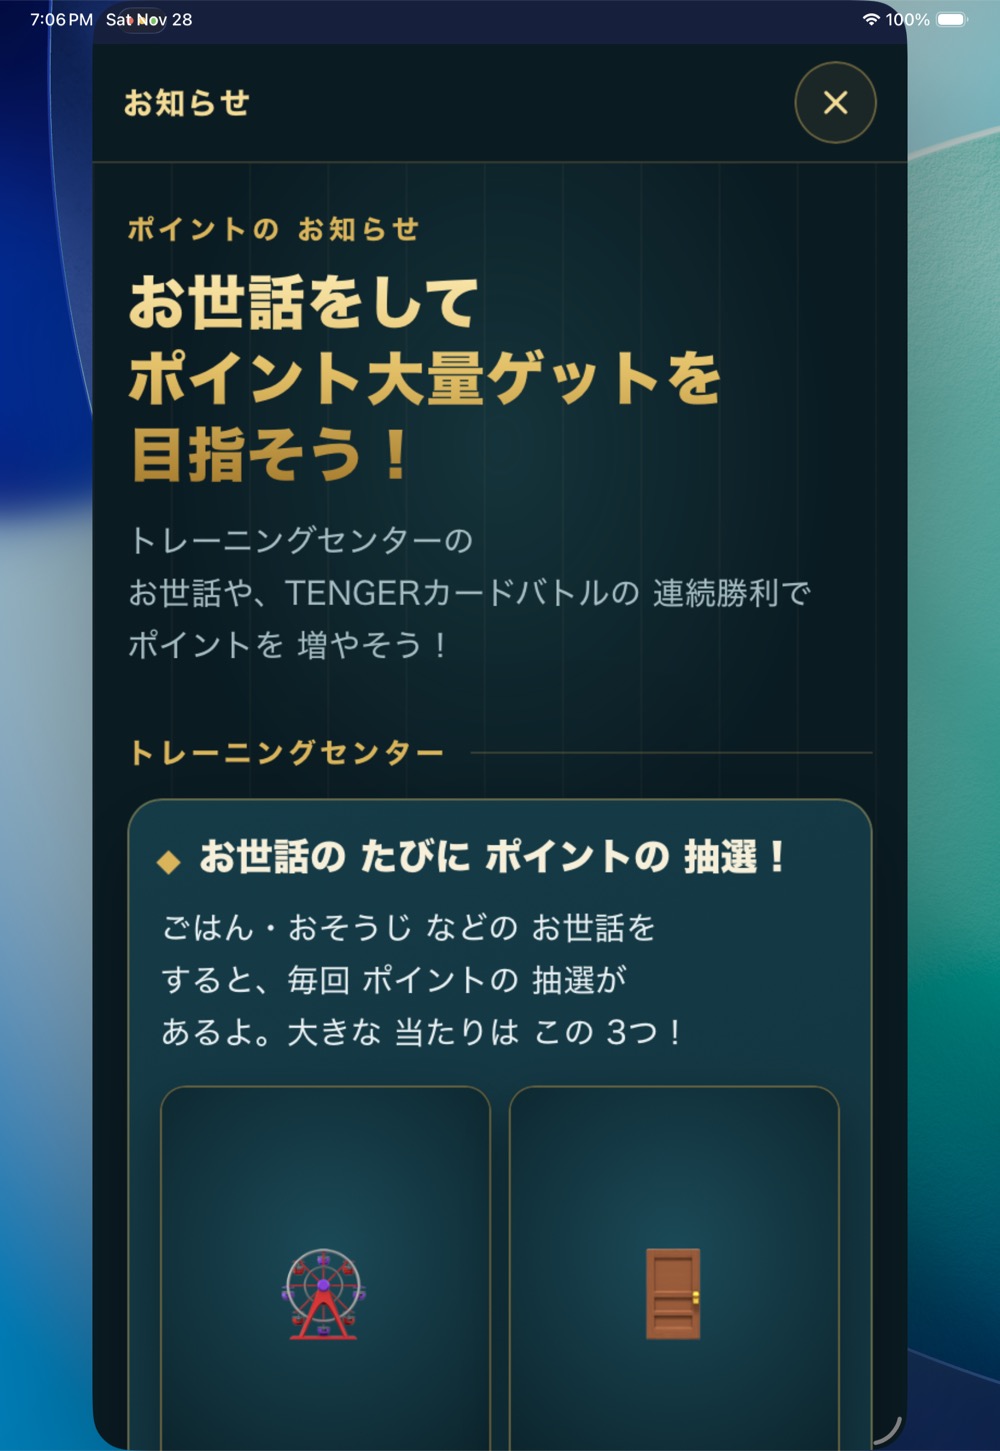 7:06 PM Sat Nov 28
100%
お知らせ
ポイントの お知らせ
お世話をして
ポイント大量ゲットを
目指そう！
トレーニングセンターの
お世話や、TENGERカードバトルの 連続勝利で
ポイントを 増やそう！
トレーニングセンター
お世話の たびに ポイントの 抽選！
ごはん・おそうじ などの お世話を
すると、毎回 ポイントの 抽選が
あるよ。大きな 当たりは この 3つ！